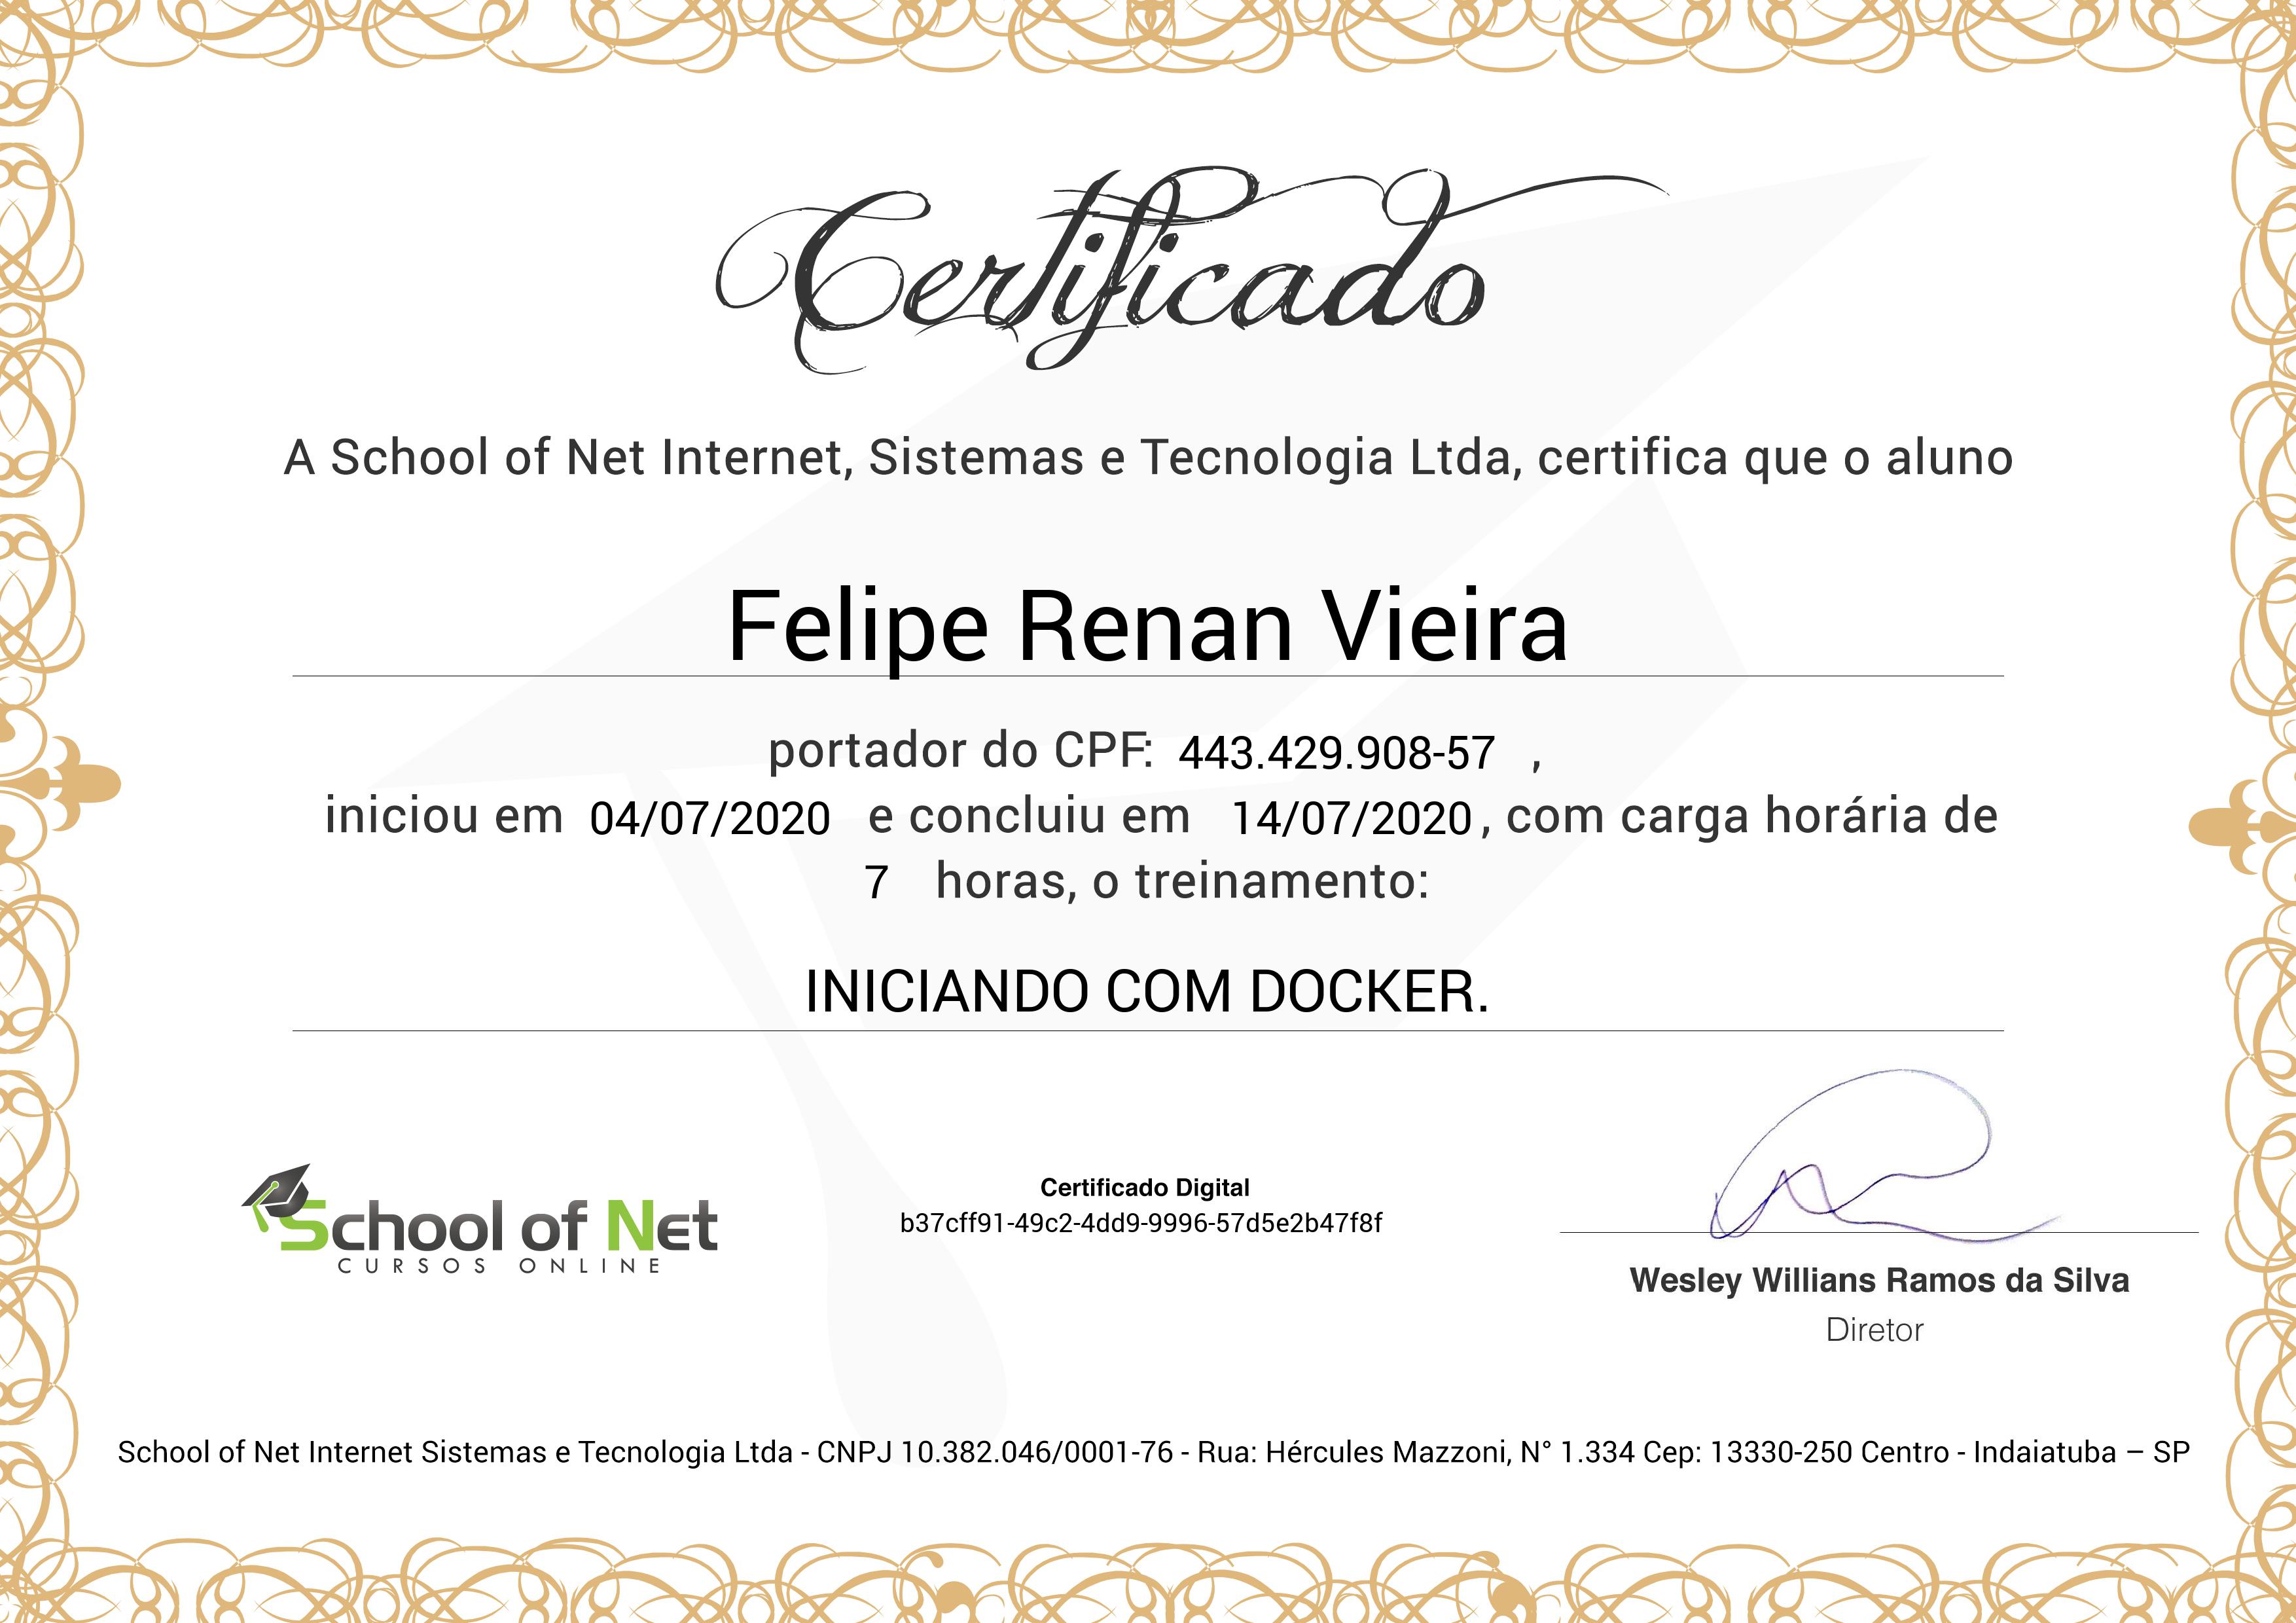 Certificado
A School of Net Internet, Sistemas e Tecnologia Ltda, certifica que o aluno
Felipe Renan Vieira
portador do CPF: 443.429.908-57 ,
iniciou em 04/07/2020 e concluiu em 14/07/2020, com carga horária de
7 horas, o treinamento:
INICIANDO COM DOCKER.
School of Net
CURSOS ONLINE
Certificado Digital
b37cff91-49c2-4dd9-9996-57d5e2b47f8f
Wesley Willians Ramos da Silva
Diretor
School of Net Internet Sistemas e Tecnologia Ltda - CNPJ 10.382.046/0001-76 - Rua: Hércules Mazzoni, N° 1.334 Cep: 13330-250 Centro - Indaiatuba – SP